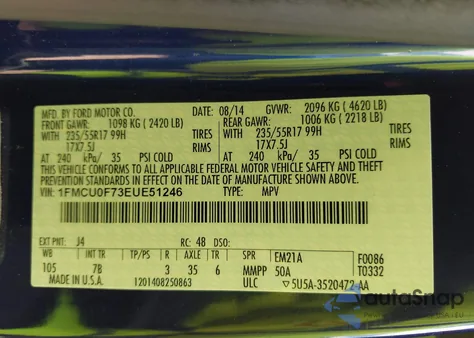 MFD. BY FORD MOTOR CO. 08/14 GVWR: 2096 KG ( 4620 LB)
FRONT GAWR: 1098 KG ( 2420 LB) REAR GAWR: 1006 KG ( 2218 LB)
WITH 235/55R17 99H TIRES WITH 235/55R17 99H TIRES
17X7.5J RIMS 17X7.5J RIMS
AT 240 kPa/ 35 PSI COLD AT 240 kPa/ 35 PSI COLD
THIS VEHICLE CONFORMS TO ALL APPLICABLE FEDERAL MOTOR VEHICLE SAFETY, BUMPER, AND
THEFT PREVENTION STANDARDS IN EFFECT ON THE DATE OF MANUFACTURE SHOWN ABOVE.
VIN: 1FMCU0F73EUE51246 TYPE: MPV
EXT PNT: J4 RC: 48 DSO:
WB TP/PS AXLE TR SPR EM21A F0086
105 7B 3 35 6 MMPP 50A T0332
MADE IN U.S.A. 1201408250863 ULC ▽5U5A-3520472-AA
autoSnap